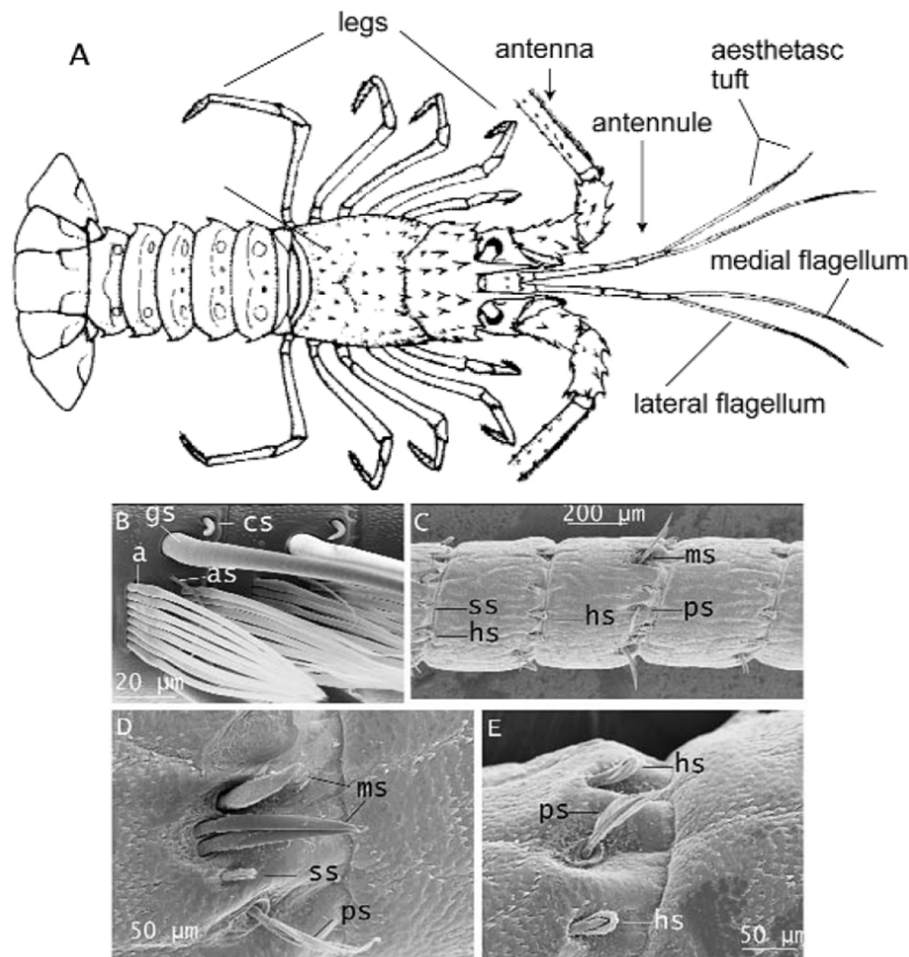 A
legs
antenna
aesthetasc
tuft
antennule
medial flagellum
lateral flagellum
B
gs
cs
a
as
20 µm
C
200 µm
ms
ss
hs
hs
ps
D
ms
ss
ps
50 µm
E
hs
ps
hs
50 µm